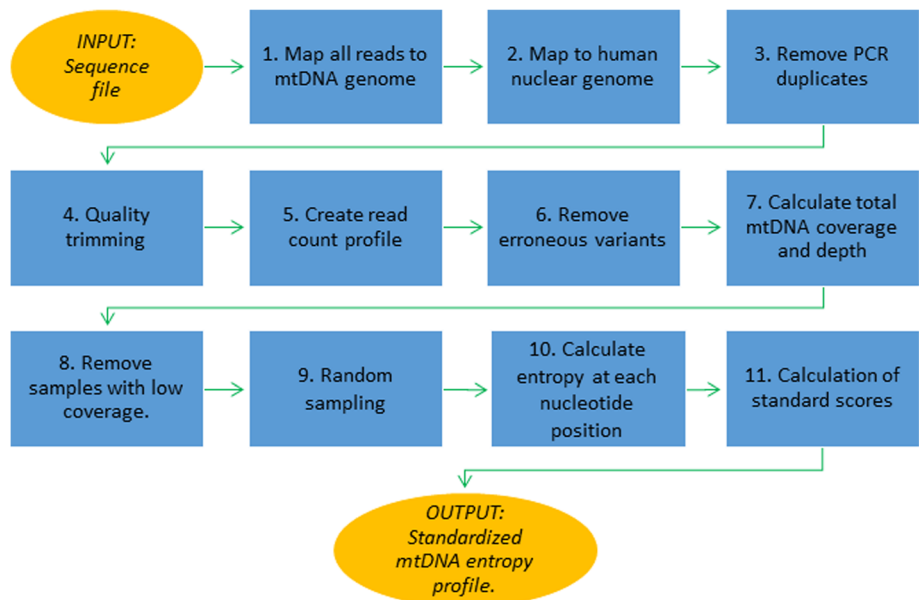 INPUT:
Sequence
file
1. Map all reads to
mtDNA genome
2. Map to human
nuclear genome
3. Remove PCR
duplicates
4. Quality
trimming
5. Create read
count profile
6. Remove
erroneous variants
7. Calculate total
mtDNA coverage
and depth
8. Remove
samples with low
coverage.
9. Random
sampling
10. Calculate
entropy at each
nucleotide
position
11. Calculation of
standard scores
OUTPUT:
Standardized
mtDNA entropy
profile.